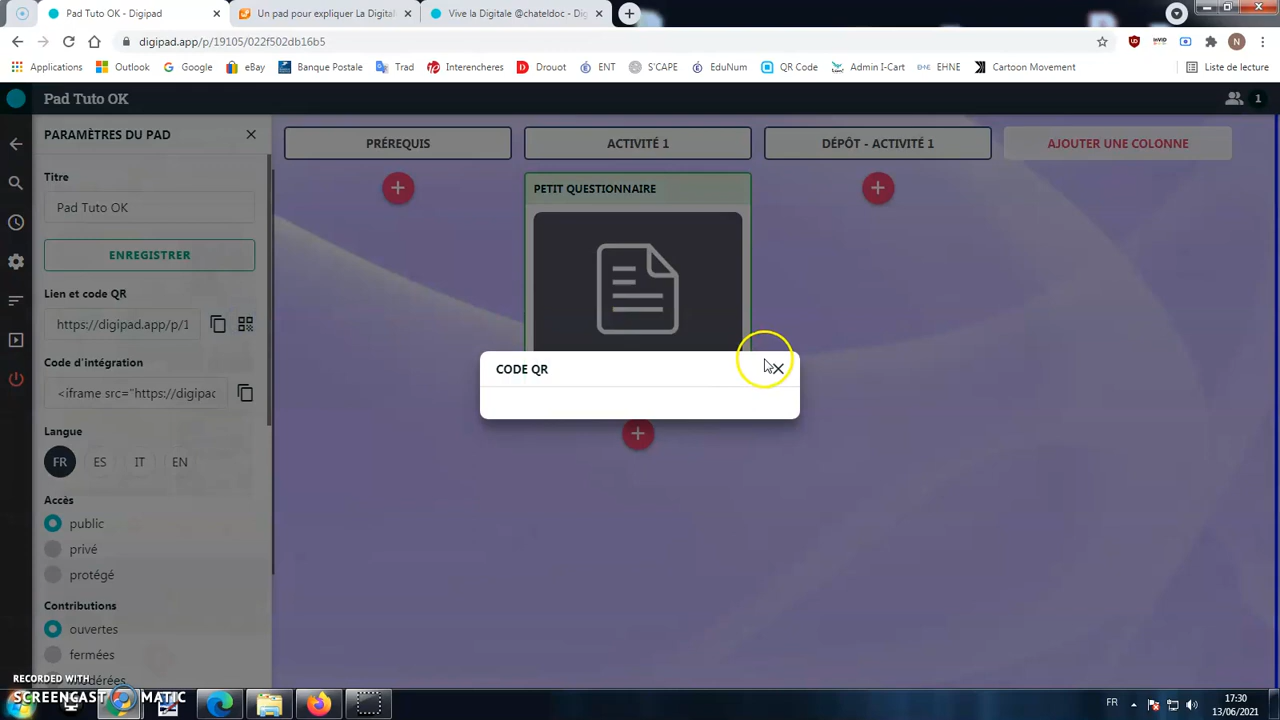 Pad Tuto OK - Digipad
Un pad pour expliquer La Digital
Vive la Digitale @chateldos - Dig
digipad.app/p/19105/022f502db16b5
Applications
Outlook
Google
eBay
Banque Postale
Trad
Interencheres
Drouot
ENT
S'CAPE
EduNum
QR Code
Admin I-Cart
EHNE
Cartoon Movement
Liste de lecture
Pad Tuto OK
1
PARAMÈTRES DU PAD
Titre
Pad Tuto OK
ENREGISTRER
Lien et code QR
https://digipad.app/p/1
Code d'intégration
<iframe src="https://digipad
Langue
FR ES IT EN
Accès
public
privé
protégé
Contributions
ouvertes
fermées
modérées
PRÉREQUIS
ACTIVITÉ 1
DÉPÔT - ACTIVITÉ 1
AJOUTER UNE COLONNE
PETIT QUESTIONNAIRE
CODE QR
RECORDED WITH
SCREENCAST MATIC
FR
17:30
13/06/2021